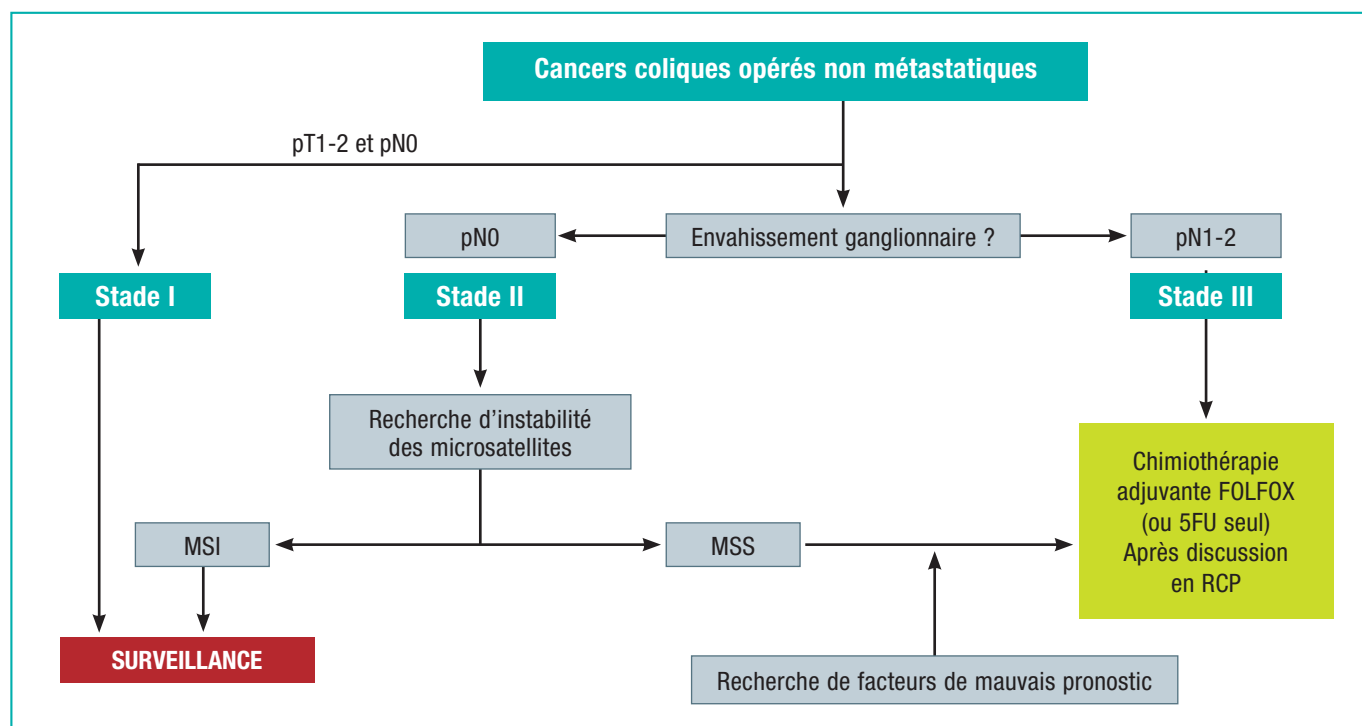 Cancers coliques opérés non métastatiques
pT1-2 et pN0
pN0
Envahissement ganglionnaire ?
pN1-2
Stade I
Stade II
Stade III
Recherche d’instabilité
des microsatellites
Chimiothérapie
adjuvante FOLFOX
(ou 5FU seul)
Après discussion
en RCP
MSI
MSS
SURVEILLANCE
Recherche de facteurs de mauvais pronostic